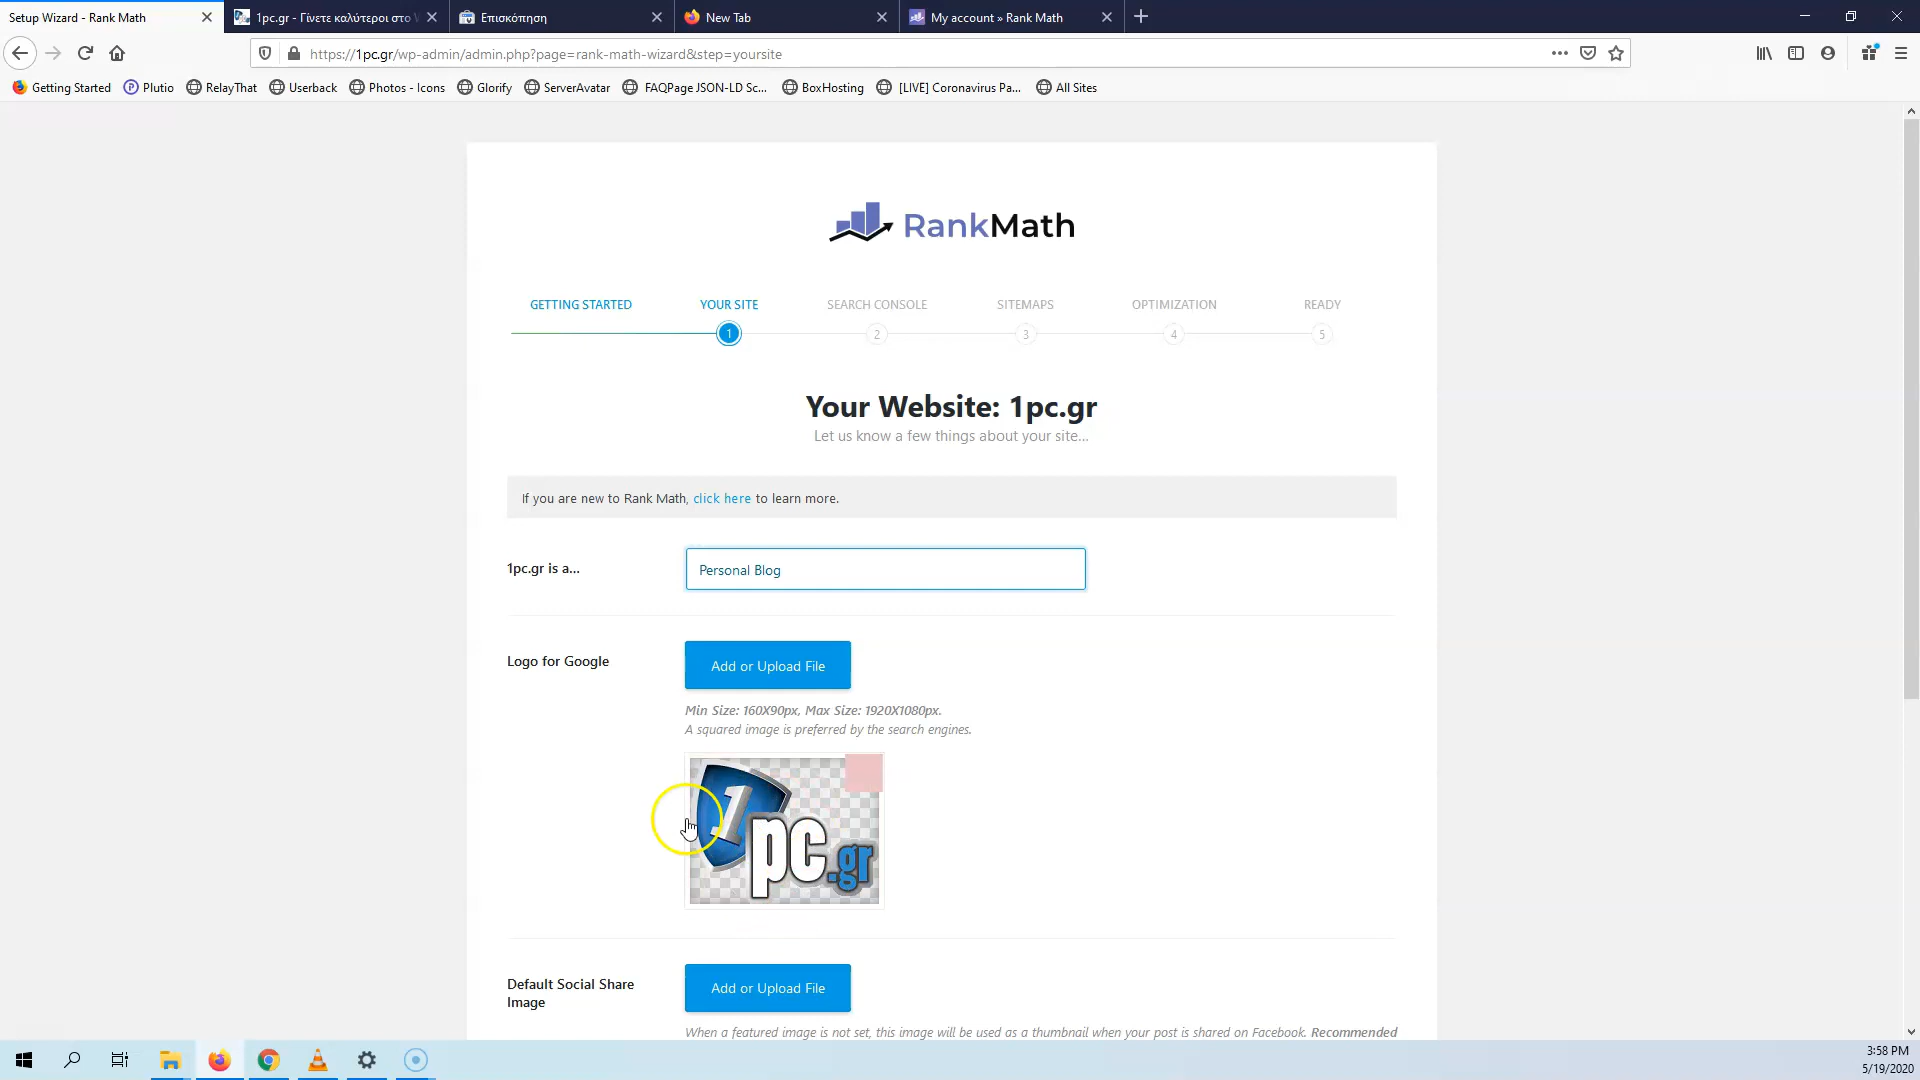 Setup Wizard - Rank Math
1pc.gr - Γίνετε καλύτεροι στο
Επισκόπηση
New Tab
My account » Rank Math
https://1pc.gr/wp-admin/admin.php?page=rank-math-wizard&step=yoursite
Getting Started
Plutio
RelayThat
Userback
Photos - Icons
Glorify
ServerAvatar
FAQPage JSON-LD Sc...
BoxHosting
[LIVE] Coronavirus Pa...
All Sites
RankMath
GETTING STARTED
YOUR SITE
SEARCH CONSOLE
SITEMAPS
OPTIMIZATION
READY
1
2
3
4
5
Your Website: 1pc.gr
Let us know a few things about your site...
If you are new to Rank Math, click here to learn more.
1pc.gr is a...
Personal Blog
Logo for Google
Add or Upload File
Min Size: 160X90px, Max Size: 1920X1080px.
A squared image is preferred by the search engines.
1pc.gr
Default Social Share
Image
Add or Upload File
When a featured image is not set, this image will be used as a thumbnail when your post is shared on Facebook. Recommended
3:58 PM
5/19/2020